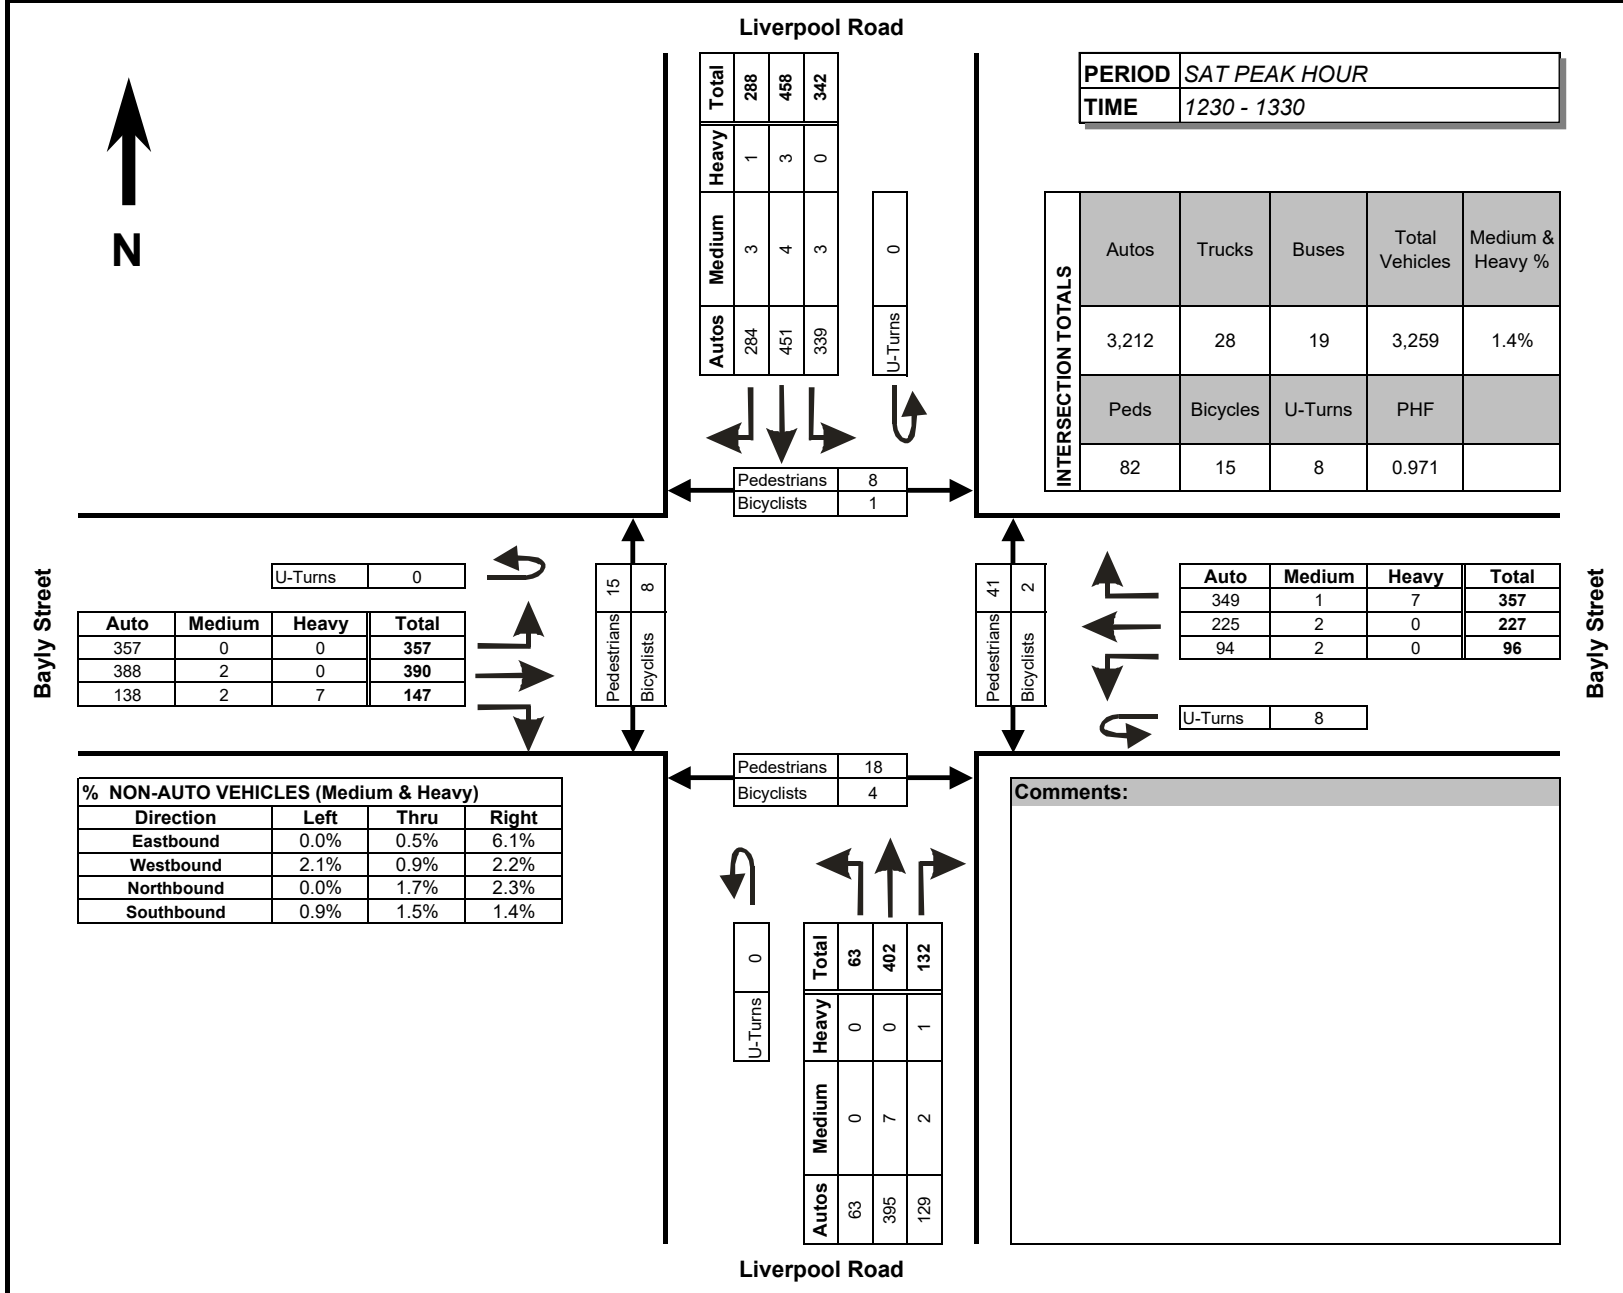 Liverpool Road
PERIOD SAT PEAK HOUR
TIME 1230 - 1330
N
Total 288 458 342
Heavy 1 3 0
Medium 3 4 3
Autos 284 451 339
U-Turns 0
INTERSECTION TOTALS
Autos Trucks Buses Total Vehicles Medium & Heavy %
3,212 28 19 3,259 1.4%
Peds Bicycles U-Turns PHF
82 15 8 0.971
Pedestrians 8
Bicyclists 1
Bayly Street
U-Turns 0
Auto Medium Heavy Total
357 0 0 357
388 2 0 390
138 2 7 147
Pedestrians 15
Bicyclists 8
Pedestrians 41
Bicyclists 2
Auto Medium Heavy Total
349 1 7 357
225 2 0 227
94 2 0 96
U-Turns 8
Bayly Street
Pedestrians 18
Bicyclists 4
% NON-AUTO VEHICLES (Medium & Heavy)
Direction Left Thru Right
Eastbound 0.0% 0.5% 6.1%
Westbound 2.1% 0.9% 2.2%
Northbound 0.0% 1.7% 2.3%
Southbound 0.9% 1.5% 1.4%
Comments:
U-Turns 0
Total 63 402 132
Heavy 0 0 1
Medium 0 7 2
Autos 63 395 129
Liverpool Road